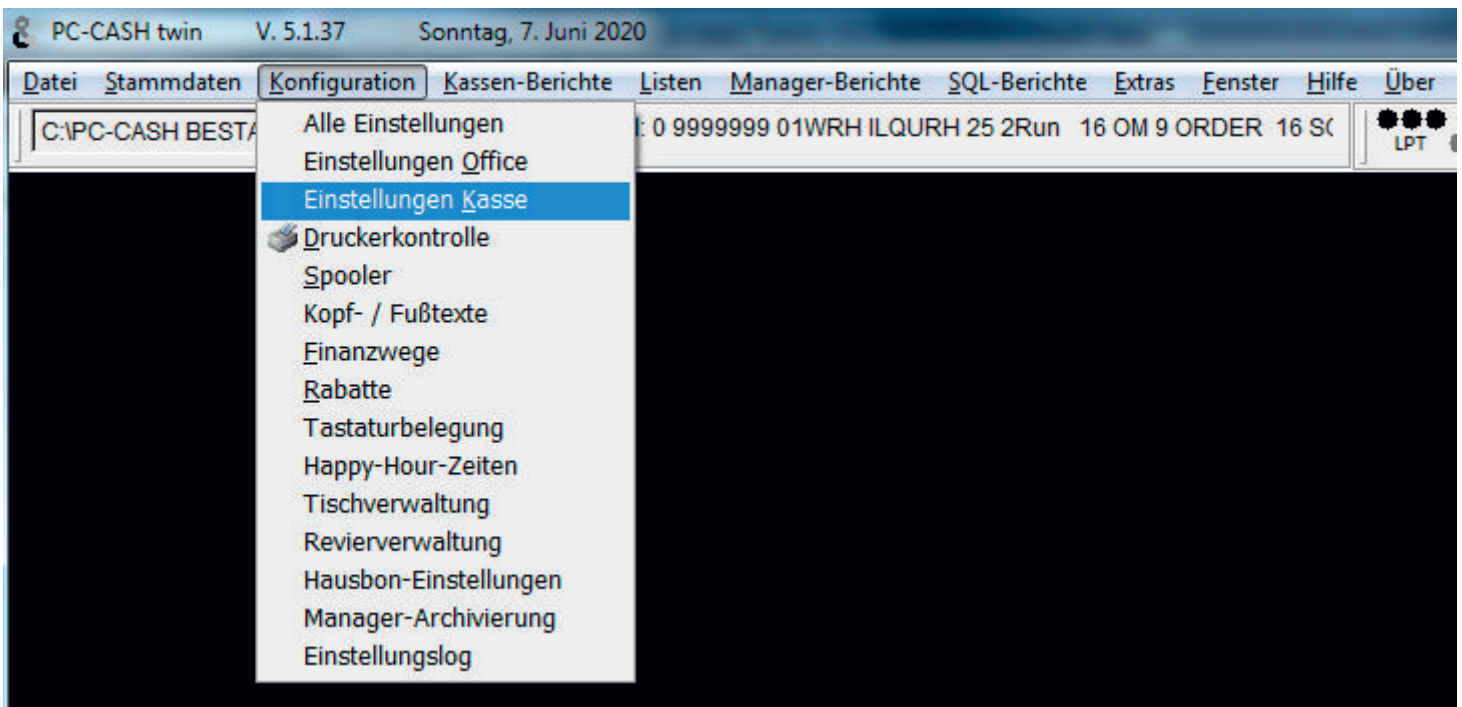 PC-CASH twin V. 5.1.37 Sonntag, 7. Juni 2020
Datei Stammdaten Konfiguration Kassen-Berichte Listen Manager-Berichte SQL-Berichte Extras Fenster Hilfe Über
C:\PC-CASH BESTA : 0 9999999 01WRH ILQURH 25 2Run 16 OM 9 ORDER 16 S( LPT
Alle Einstellungen
Einstellungen Office
Einstellungen Kasse
Druckerkontrolle
Spooler
Kopf- / Fußtexte
Finanzwege
Rabatte
Tastaturbelegung
Happy-Hour-Zeiten
Tischverwaltung
Revierverwaltung
Hausbon-Einstellungen
Manager-Archivierung
Einstellungslog